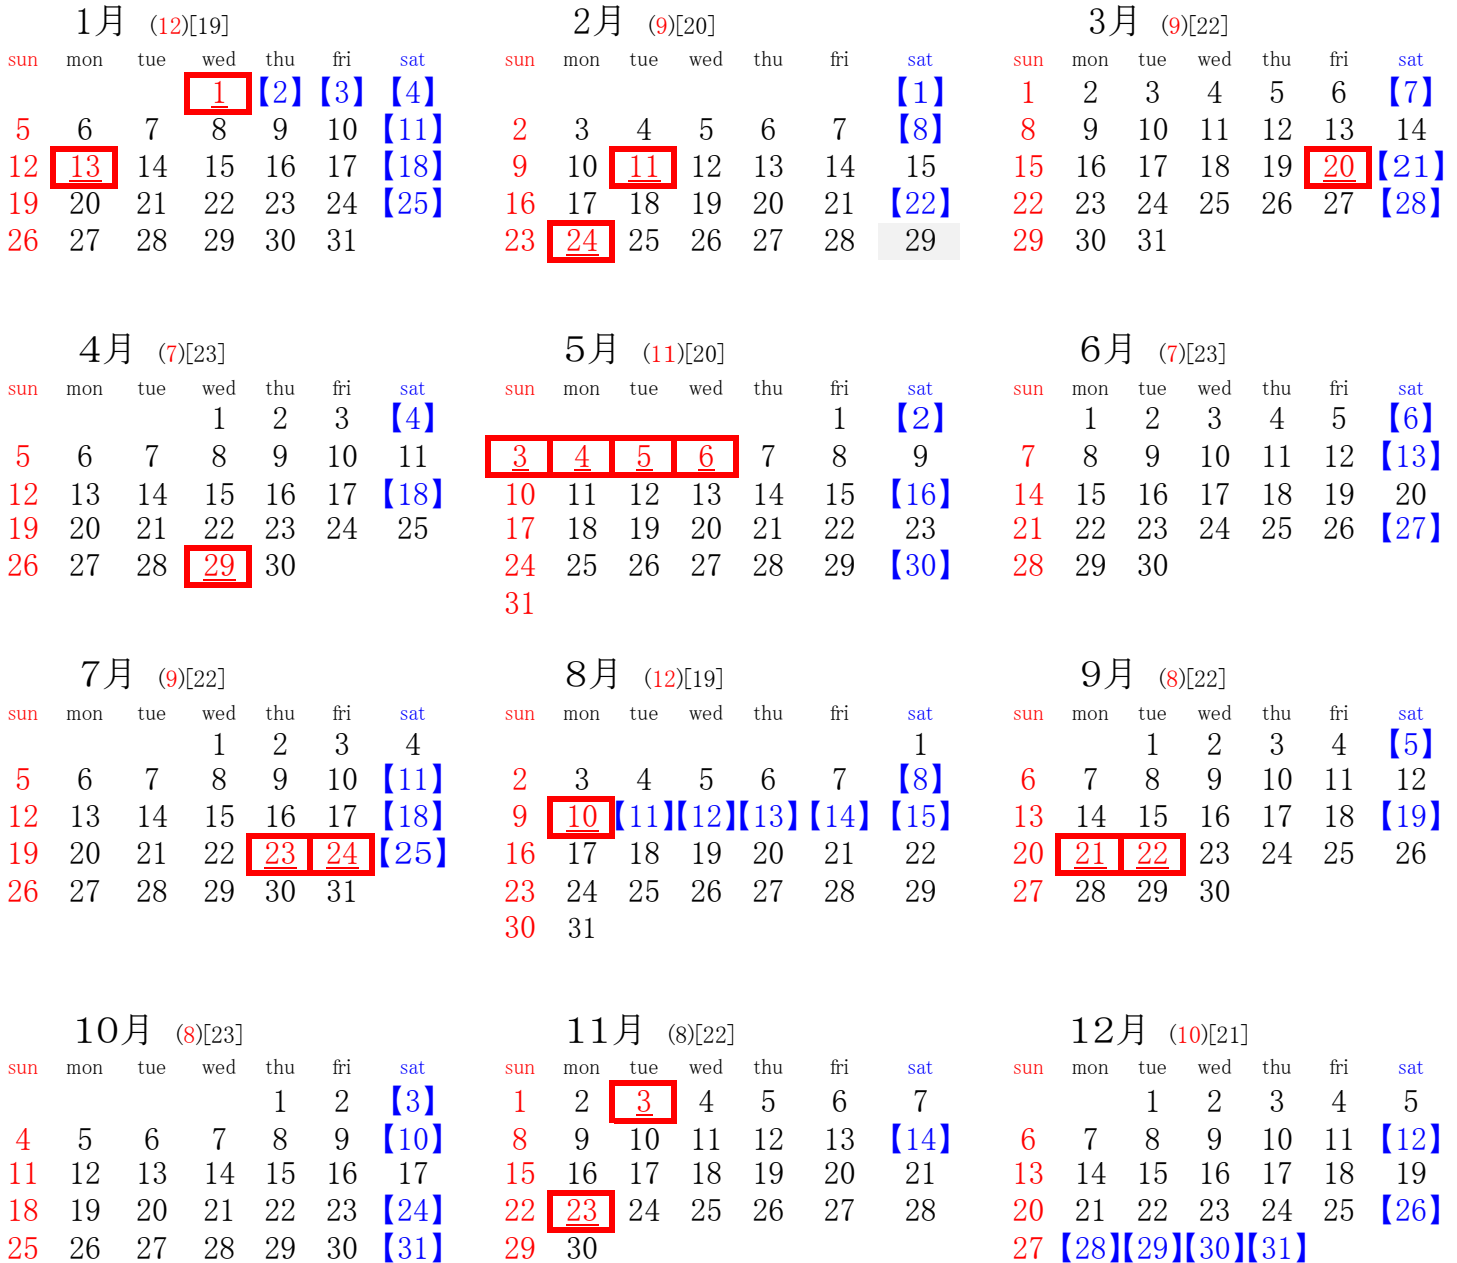 1月 (12)[19]
sun mon tue wed thu fri sat
1 【2】 【3】 【4】
5 6 7 8 9 10 【11】
12 13 14 15 16 17 【18】
19 20 21 22 23 24 【25】
26 27 28 29 30 31
2月 (9)[20]
sun mon tue wed thu fri sat
【1】
2 3 4 5 6 7 【8】
9 10 11 12 13 14 15
16 17 18 19 20 21 【22】
23 24 25 26 27 28 29
3月 (9)[22]
sun mon tue wed thu fri sat
1 2 3 4 5 6 【7】
8 9 10 11 12 13 14
15 16 17 18 19 20 【21】
22 23 24 25 26 27 【28】
29 30 31
4月 (7)[23]
sun mon tue wed thu fri sat
1 2 3 【4】
5 6 7 8 9 10 11
12 13 14 15 16 17 【18】
19 20 21 22 23 24 25
26 27 28 29 30
5月 (11)[20]
sun mon tue wed thu fri sat
1 【2】
3 4 5 6 7 8 9
10 11 12 13 14 15 【16】
17 18 19 20 21 22 23
24 25 26 27 28 29 【30】
31
6月 (7)[23]
sun mon tue wed thu fri sat
1 2 3 4 5 【6】
7 8 9 10 11 12 【13】
14 15 16 17 18 19 20
21 22 23 24 25 26 【27】
28 29 30
7月 (9)[22]
sun mon tue wed thu fri sat
1 2 3 4
5 6 7 8 9 10 【11】
12 13 14 15 16 17 【18】
19 20 21 22 23 24 【25】
26 27 28 29 30 31
8月 (12)[19]
sun mon tue wed thu fri sat
1
2 3 4 5 6 7 【8】
9 10 【11】 【12】 【13】 【14】 【15】
16 17 18 19 20 21 22
23 24 25 26 27 28 29
30 31
9月 (8)[22]
sun mon tue wed thu fri sat
1 2 3 4 【5】
6 7 8 9 10 11 12
13 14 15 16 17 18 【19】
20 21 22 23 24 25 26
27 28 29 30
10月 (8)[23]
sun mon tue wed thu fri sat
1 2 【3】
4 5 6 7 8 9 【10】
11 12 13 14 15 16 17
18 19 20 21 22 23 【24】
25 26 27 28 29 30 【31】
11月 (8)[22]
sun mon tue wed thu fri sat
1 2 3 4 5 6 7
8 9 10 11 12 13 【14】
15 16 17 18 19 20 21
22 23 24 25 26 27 28
29 30
12月 (10)[21]
sun mon tue wed thu fri sat
1 2 3 4 5
6 7 8 9 10 11 【12】
13 14 15 16 17 18 19
20 21 22 23 24 25 【26】
27 【28】 【29】 【30】 【31】